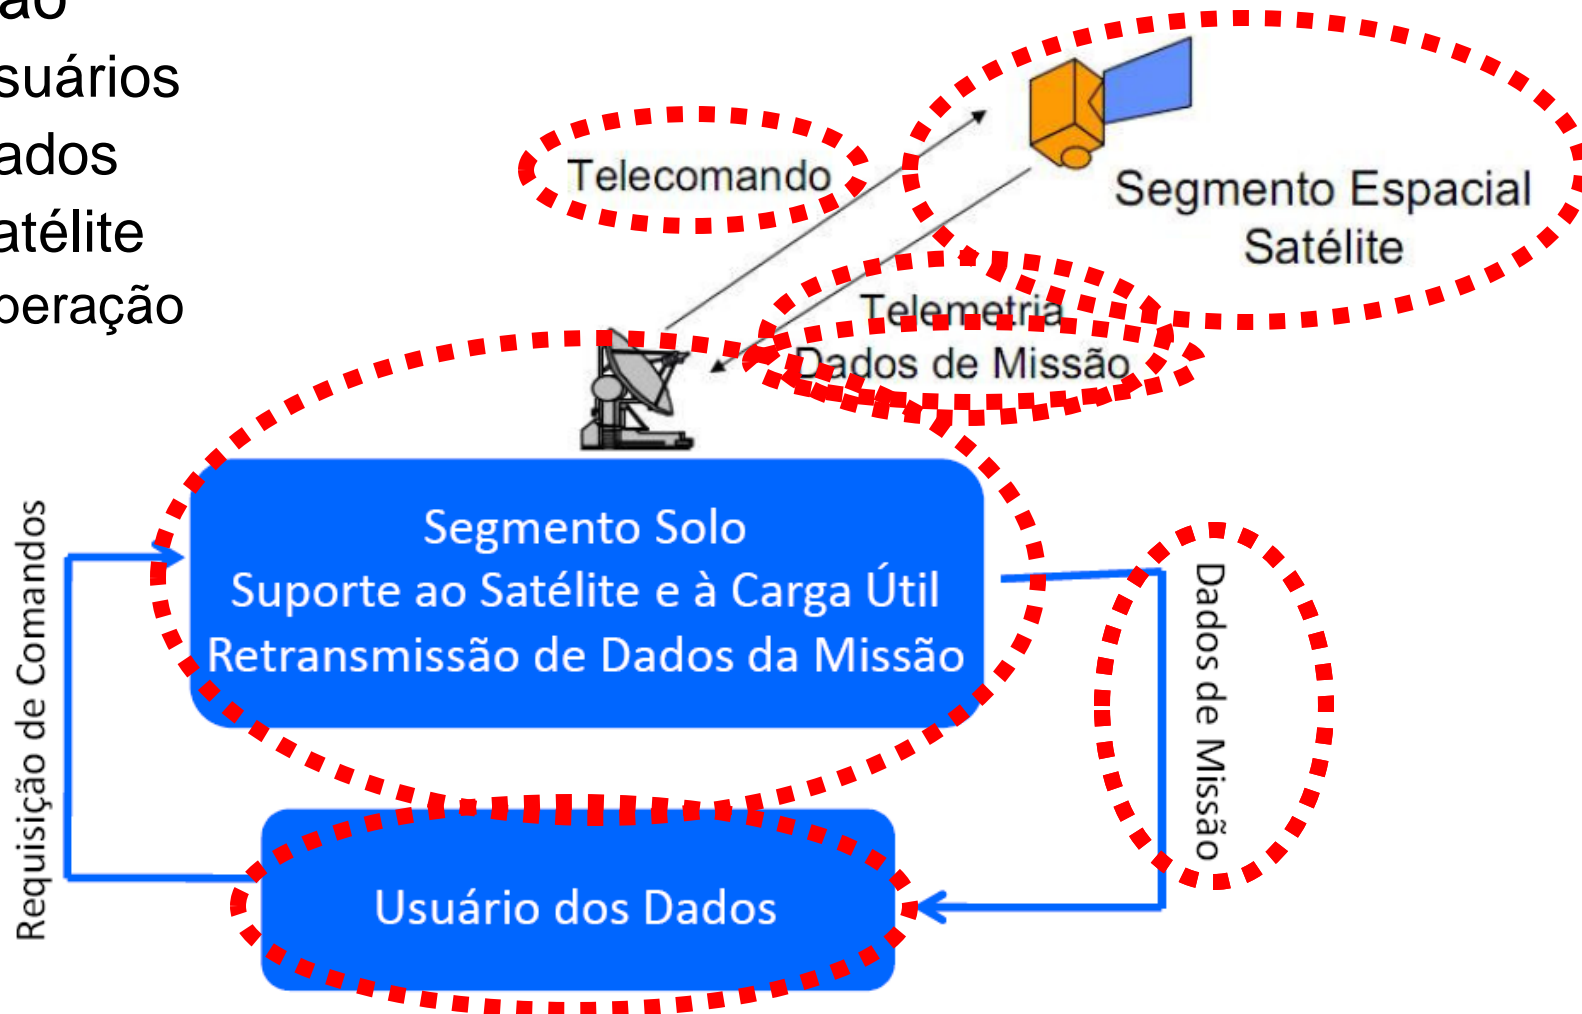 ão
suários
ados
atélite
peração
Telecomando
Segmento Espacial
Satélite
Telemetria
Dados de Missão
Segmento Solo
Suporte ao Satélite e à Carga Útil
Retransmissão de Dados da Missão
Requisição de Comandos
Dados de Missão
Usuário dos Dados